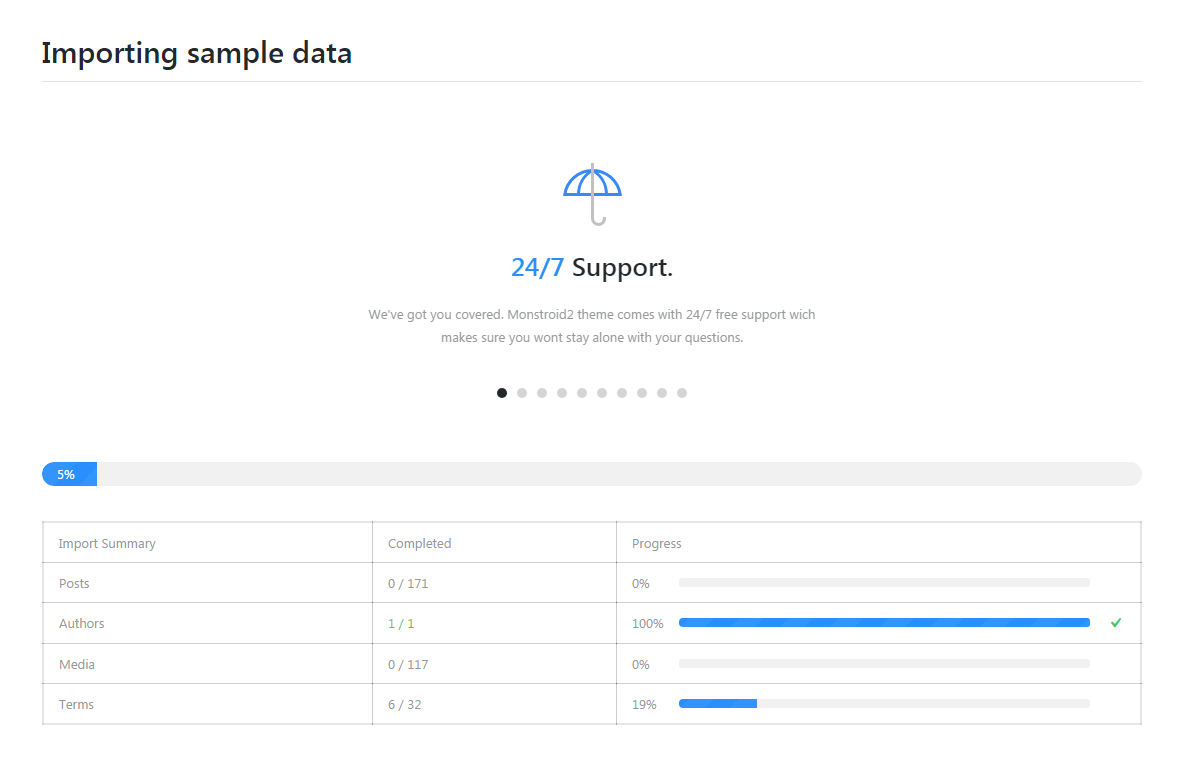 Importing sample data
24/7 Support.
We've got you covered. Monstroid2 theme comes with 24/7 free support wich
makes sure you wont stay alone with your questions.
5%
Import Summary Completed Progress
Posts 0 / 171 0%
Authors 1 / 1 100%
Media 0 / 117 0%
Terms 6 / 32 19%